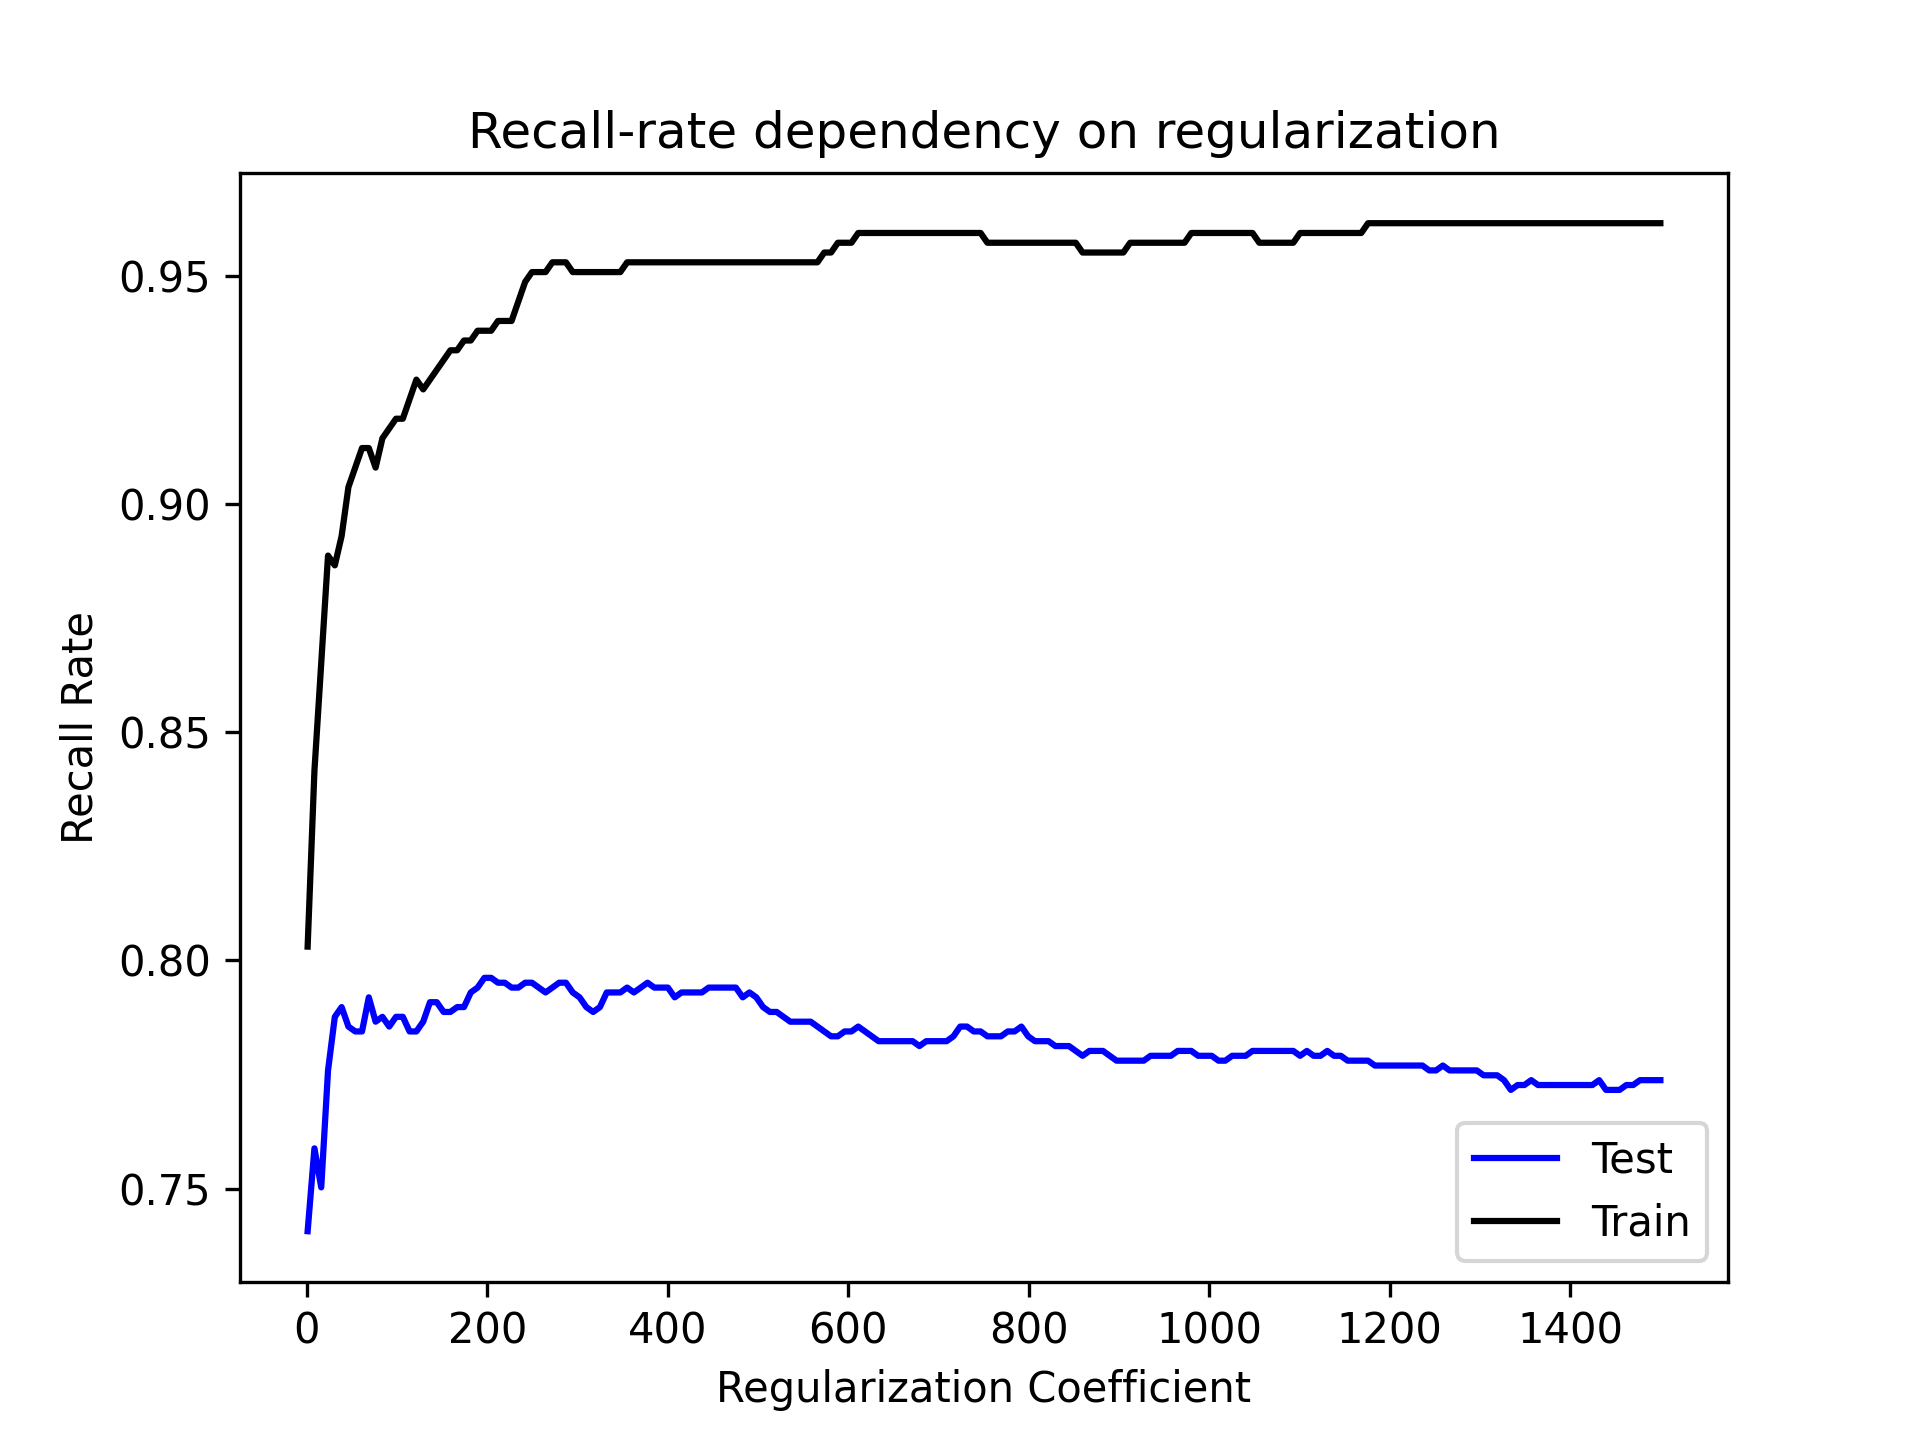 Recall-rate dependency on regularization
Recall Rate
0.95
0.90
0.85
0.80
0.75
0 200 400 600 800 1000 1200 1400
Regularization Coefficient
Test
Train